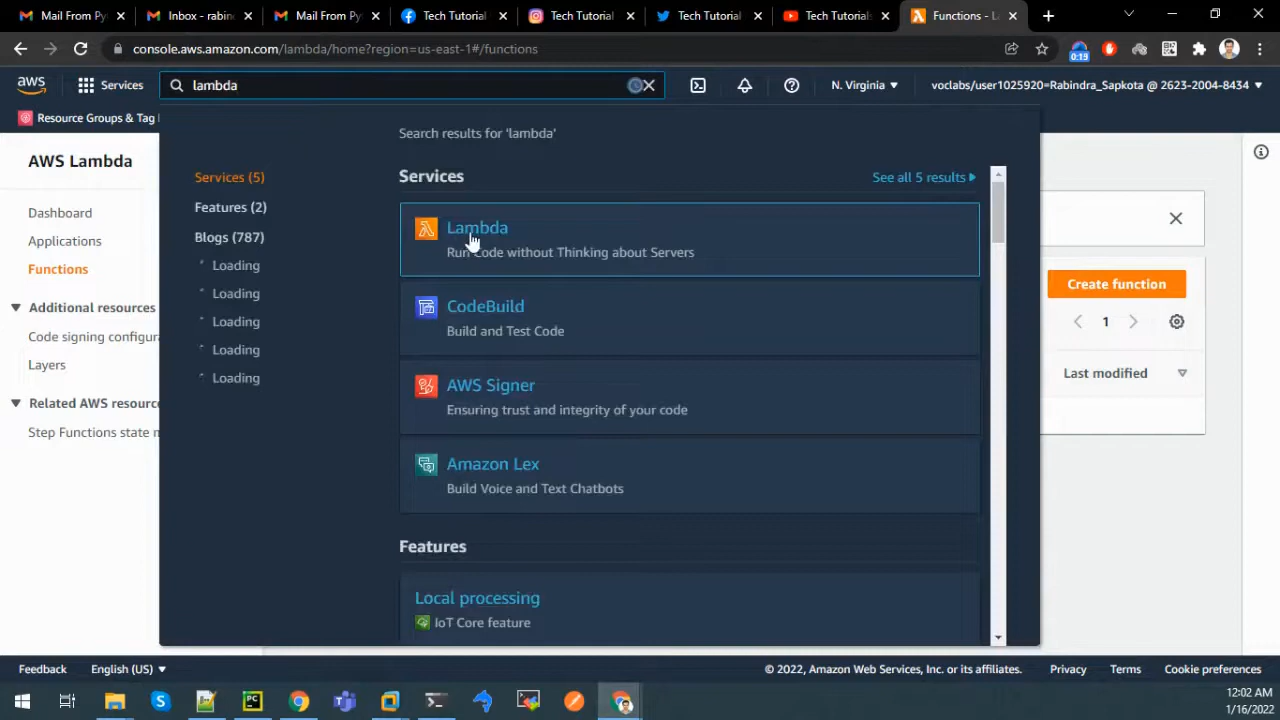 Mail From Py
Inbox - rabin
Mail From Py
Tech Tutorial
Tech Tutorial
Tech Tutorial
Tech Tutorials
Functions - L
console.aws.amazon.com/lambda/home?region=us-east-1#/functions
0:19
aws
Services
lambda
N. Virginia
voclabs/user1025920=Rabindra_Sapkota @ 2623-2004-8434
Resource Groups & Tag
Search results for 'lambda'
AWS Lambda
Services (5)
Services
See all 5 results
Dashboard
Features (2)
Lambda
Applications
Blogs (787)
Run Code without Thinking about Servers
Functions
Loading
Create function
Loading
Additional resources
CodeBuild
Loading
1
Code signing configura
Build and Test Code
Loading
Layers
Last modified
Loading
AWS Signer
Related AWS resource
Ensuring trust and integrity of your code
Step Functions state m
Amazon Lex
Build Voice and Text Chatbots
Features
Local processing
IoT Core feature
Feedback
English (US)
© 2022, Amazon Web Services, Inc. or its affiliates.
Privacy
Terms
Cookie preferences
PC
12:02 AM
1/16/2022